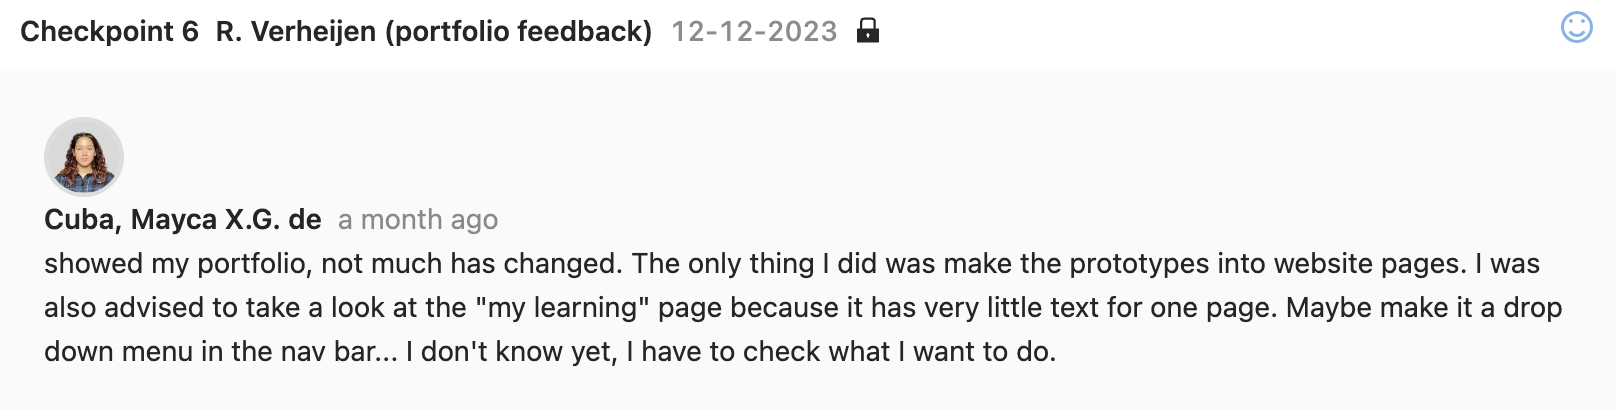 Checkpoint 6 R. Verheijen (portfolio feedback) 12-12-2023
Cuba, Mayca X.G. de a month ago
showed my portfolio, not much has changed. The only thing I did was make the prototypes into website pages. I was
also advised to take a look at the "my learning" page because it has very little text for one page. Maybe make it a drop
down menu in the nav bar... I don't know yet, I have to check what I want to do.